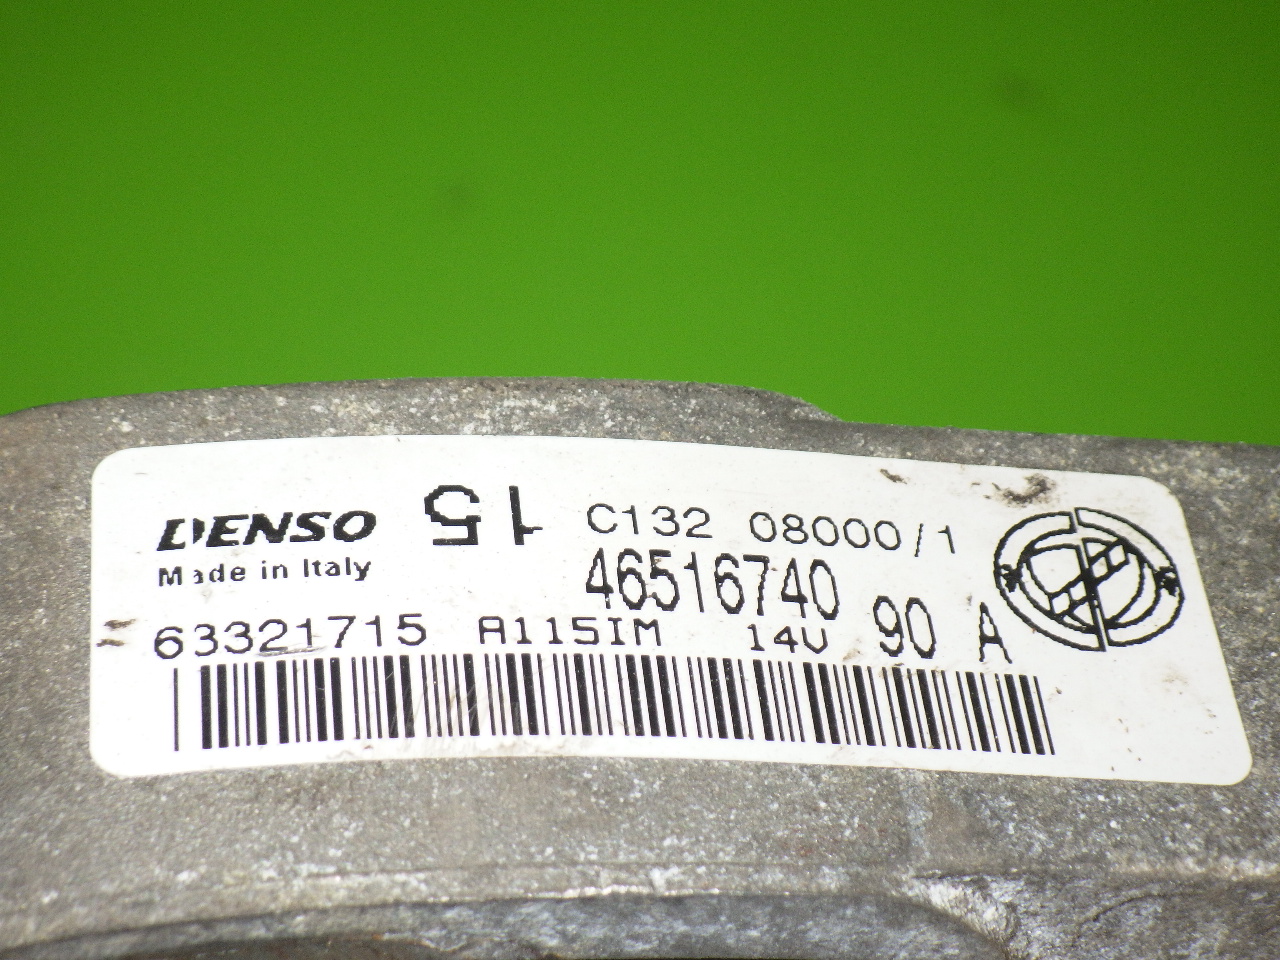 DENSO 15 C132 08000/1
Made in Italy 46516740
63321715 A115IM 14V 90 A